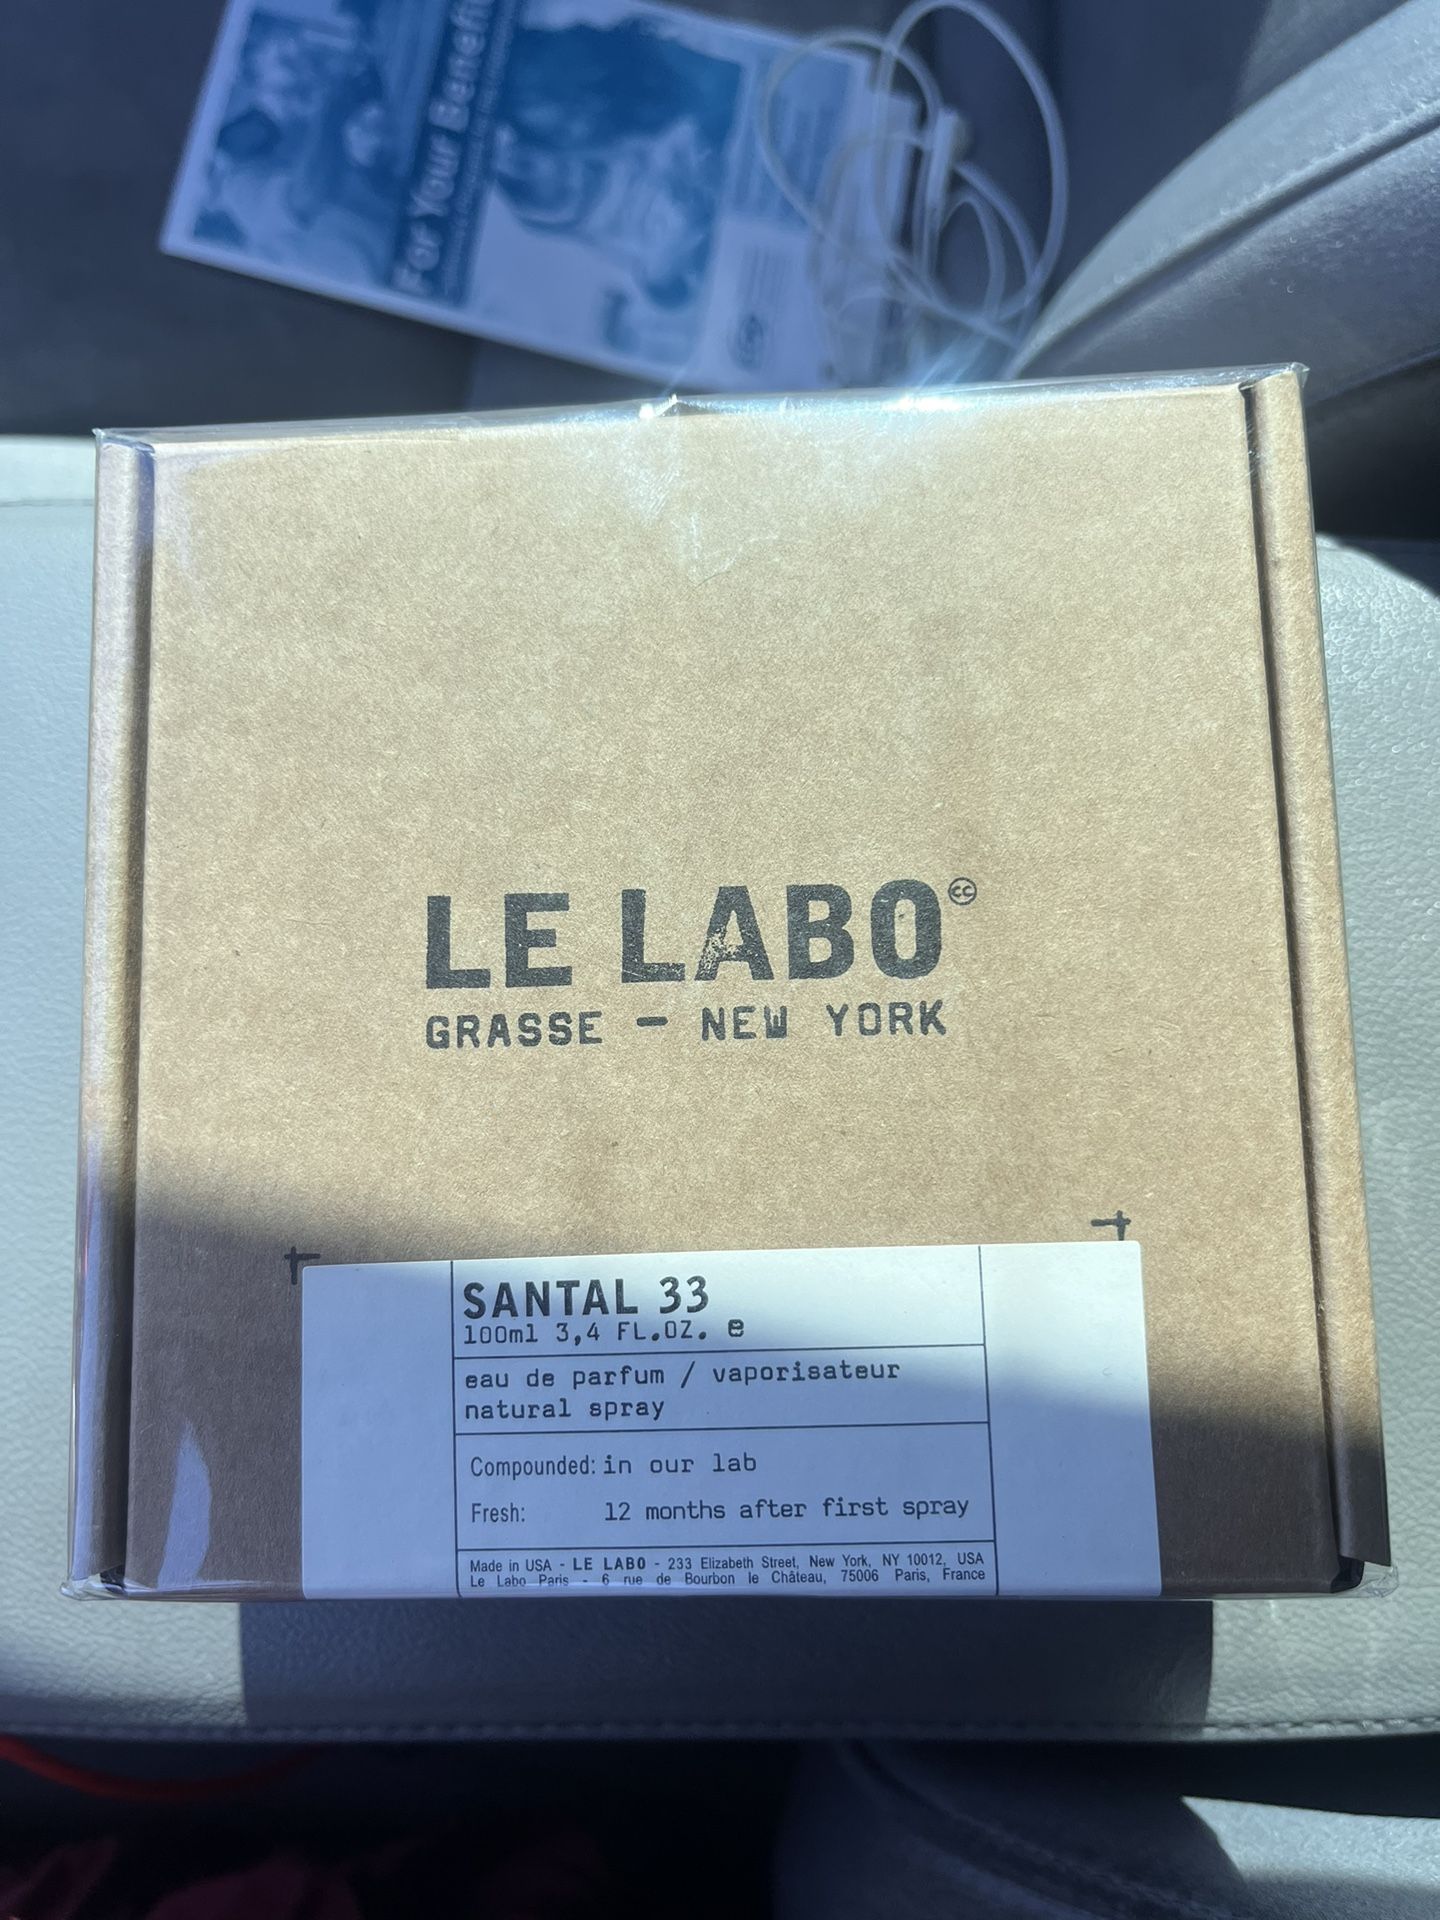 For Your Benefit
LE LABO
GRASSE - NEW YORK
SANTAL 33
100ml 3,4 FL.OZ. e
eau de parfum / vaporisateur
natural spray
Compounded: in our lab
Fresh: 12 months after first spray
Made in USA - LE LABO - 233 Elizabeth Street, New York, NY 10012, USA
Le Labo Paris - 6 rue de Bourbon le Château, 75006 Paris, France